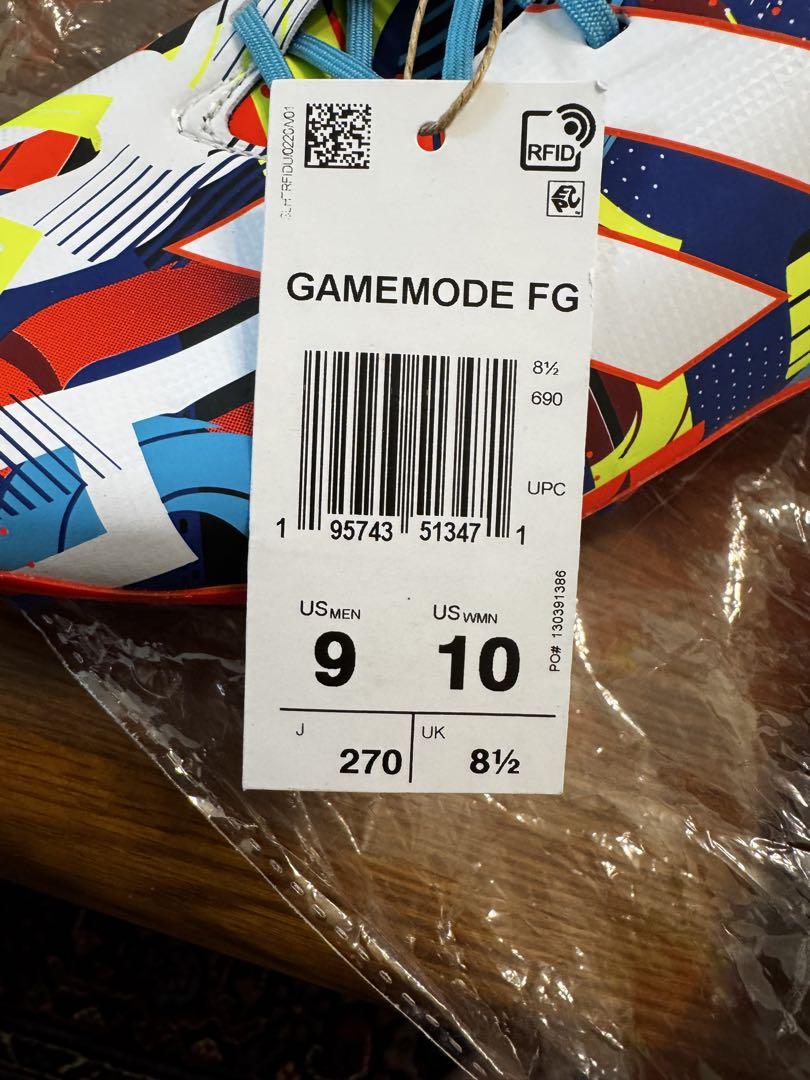 RFID
GAMEMODE FG
8½
690
UPC
1 95743 51347 1
PO# 130391386
US MEN
9
US WMN
10
J
270
UK
8½